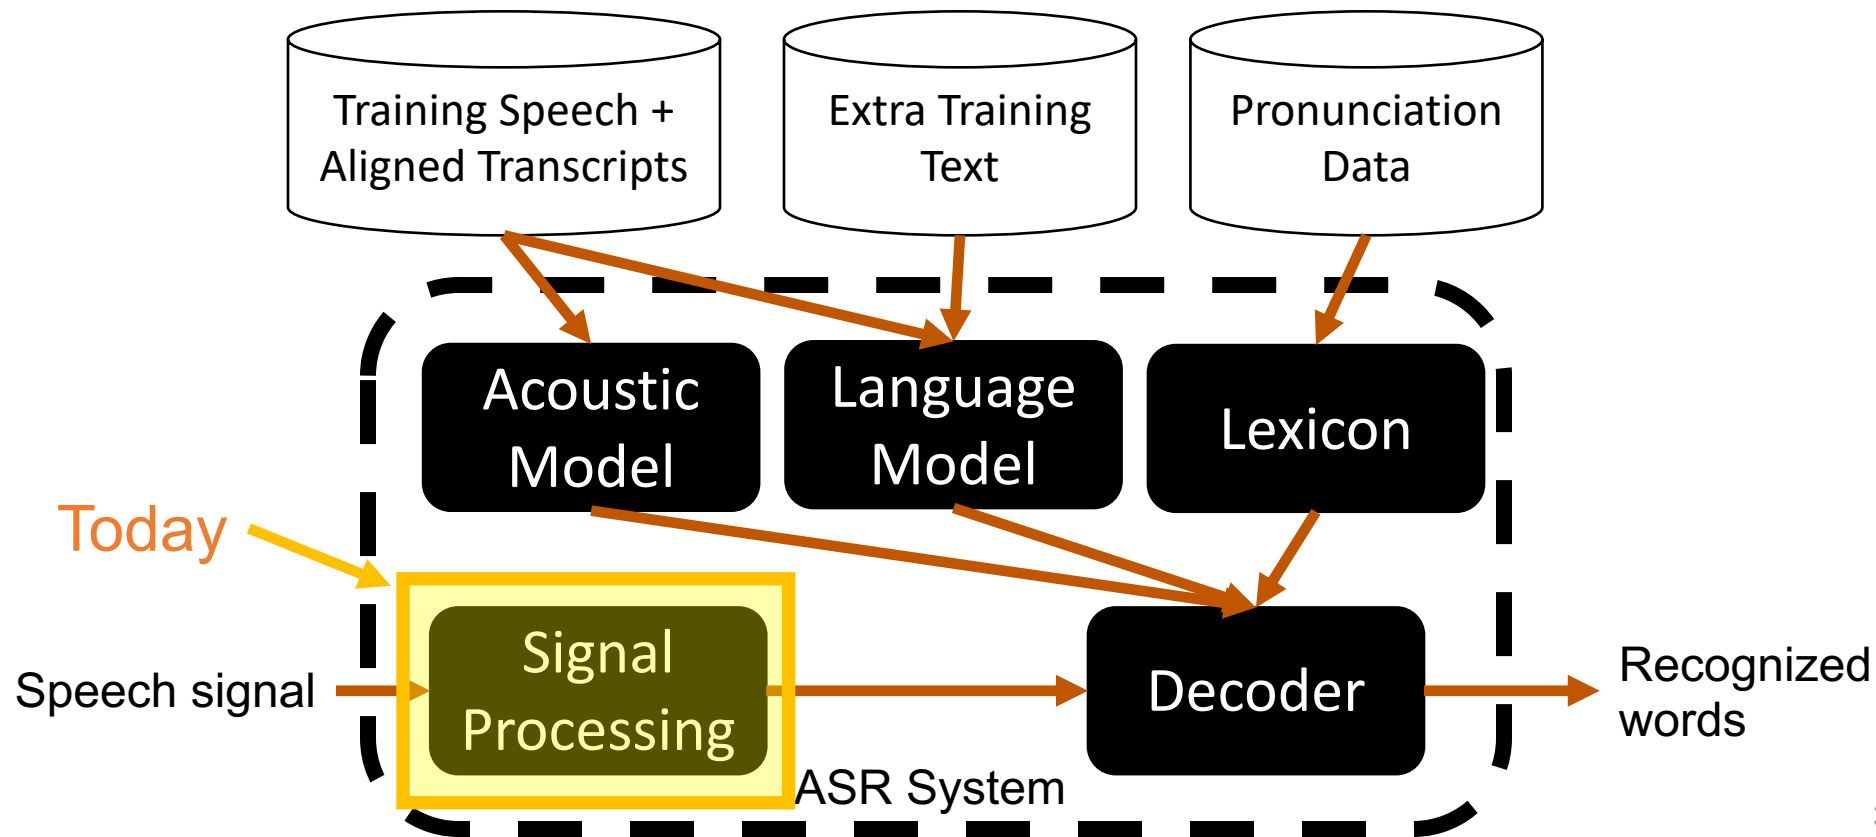 Training Speech +
Aligned Transcripts
Extra Training
Text
Pronunciation
Data
Acoustic
Model
Language
Model
Lexicon
Today
Signal
Processing
Speech signal
Decoder
Recognized
words
ASR System